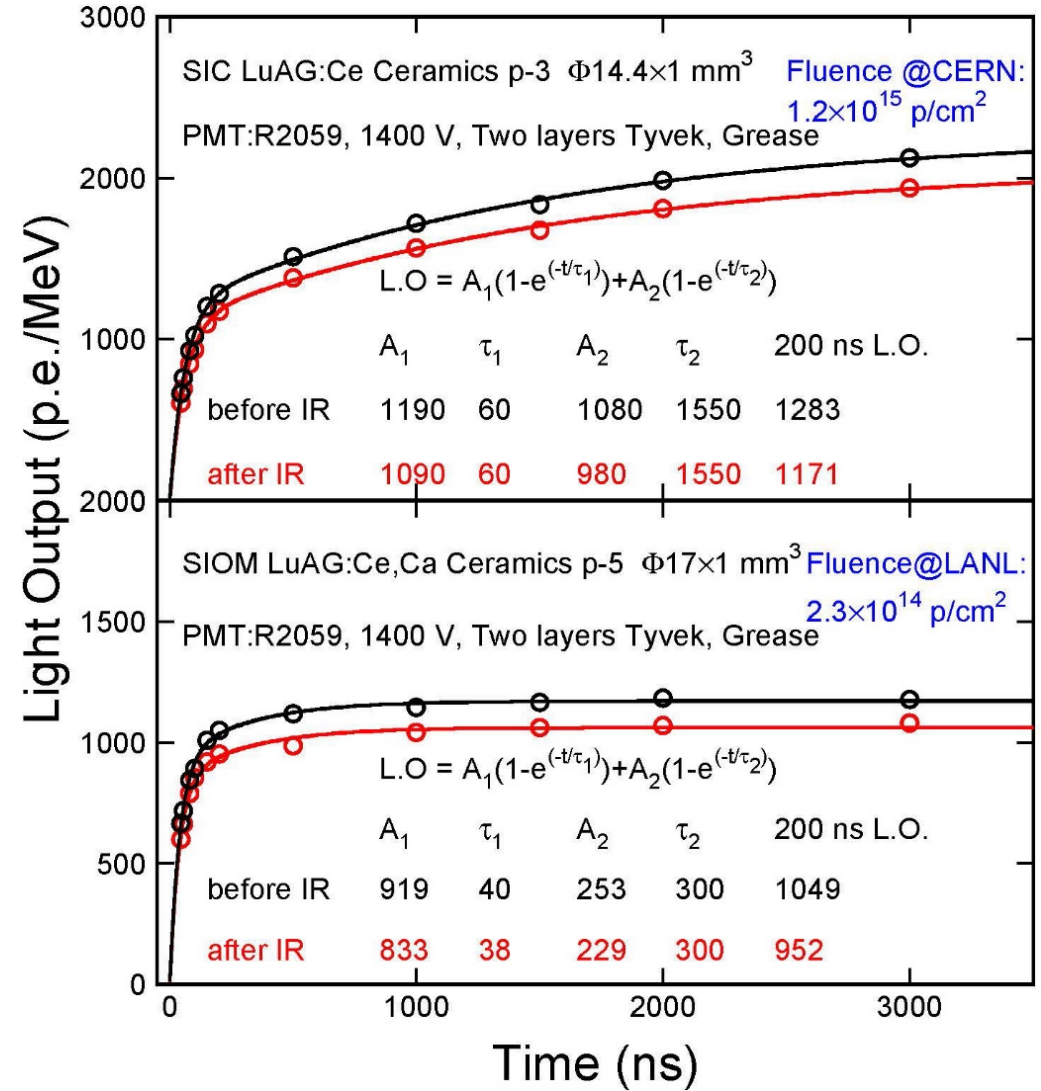 Light Output (p.e./MeV)
3000
SIC LuAG:Ce Ceramics p-3 Φ14.4×1 mm³ Fluence @CERN:
1.2×10¹⁵ p/cm²
PMT:R2059, 1400 V, Two layers Tyvek, Grease
2000
L.O = A₁(1-e^(-t/τ₁))+A₂(1-e^(-t/τ₂))
1000
A₁ τ₁ A₂ τ₂ 200 ns L.O.
before IR 1190 60 1080 1550 1283
after IR 1090 60 980 1550 1171
2000
SIOM LuAG:Ce,Ca Ceramics p-5 Φ17×1 mm³ Fluence@LANL:
2.3×10¹⁴ p/cm²
1500
PMT:R2059, 1400 V, Two layers Tyvek, Grease
1000
L.O = A₁(1-e^(-t/τ₁))+A₂(1-e^(-t/τ₂))
A₁ τ₁ A₂ τ₂ 200 ns L.O.
500
before IR 919 40 253 300 1049
after IR 833 38 229 300 952
0
0 1000 2000 3000
Time (ns)